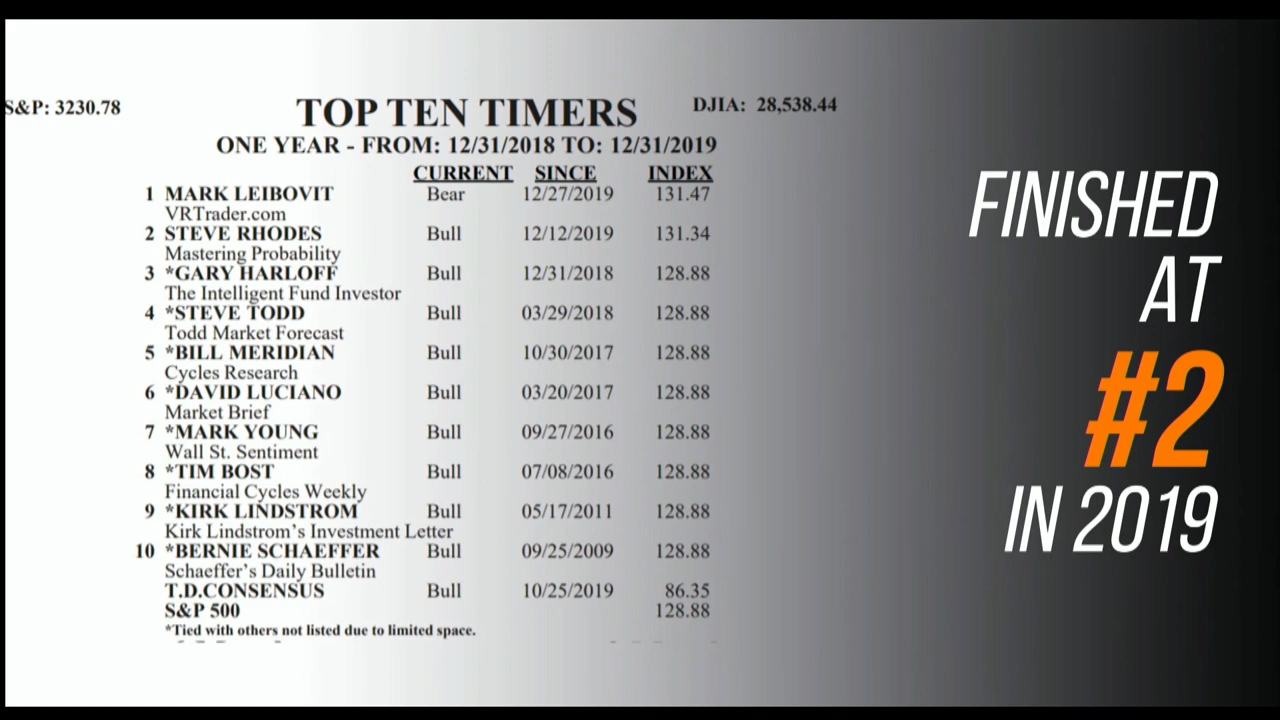 S&P: 3230.78
TOP TEN TIMERS
DJIA: 28,538.44
ONE YEAR - FROM: 12/31/2018 TO: 12/31/2019
CURRENT SINCE INDEX
1 MARK LEIBOVIT Bear 12/27/2019 131.47
VRTrader.com
2 STEVE RHODES Bull 12/12/2019 131.34
Mastering Probability
3 *GARY HARLOFF Bull 12/31/2018 128.88
The Intelligent Fund Investor
4 *STEVE TODD Bull 03/29/2018 128.88
Todd Market Forecast
5 *BILL MERIDIAN Bull 10/30/2017 128.88
Cycles Research
6 *DAVID LUCIANO Bull 03/20/2017 128.88
Market Brief
7 *MARK YOUNG Bull 09/27/2016 128.88
Wall St. Sentiment
8 *TIM BOST Bull 07/08/2016 128.88
Financial Cycles Weekly
9 *KIRK LINDSTROM Bull 05/17/2011 128.88
Kirk Lindstrom's Investment Letter
10 *BERNIE SCHAEFFER Bull 09/25/2009 128.88
Schaeffer's Daily Bulletin
T.D.CONSENSUS Bull 10/25/2019 86.35
S&P 500 128.88
*Tied with others not listed due to limited space.
FINISHED
AT
#2
IN 2019